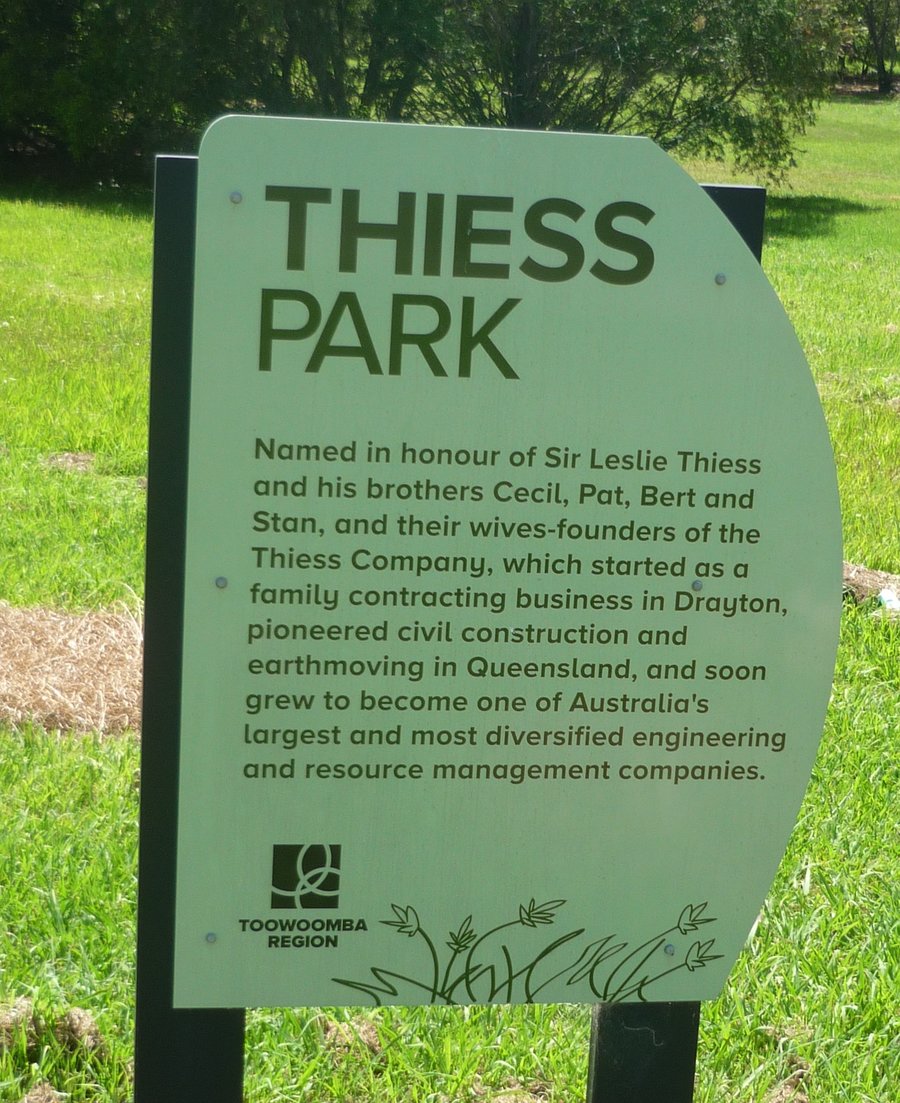 THIESS
PARK
Named in honour of Sir Leslie Thiess
and his brothers Cecil, Pat, Bert and
Stan, and their wives-founders of the
Thiess Company, which started as a
family contracting business in Drayton,
pioneered civil construction and
earthmoving in Queensland, and soon
grew to become one of Australia's
largest and most diversified engineering
and resource management companies.
TOOWOOMBA
REGION